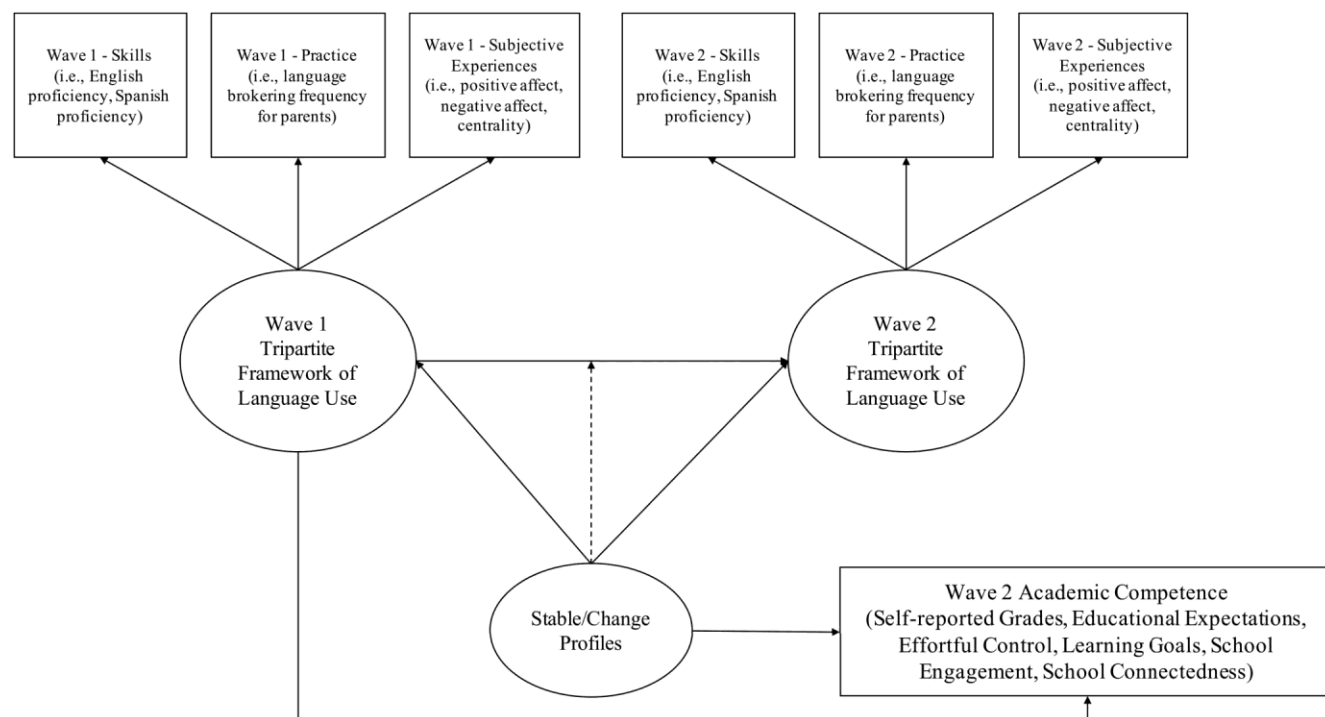 Wave 1 - Skills
(i.e., English
proficiency, Spanish
proficiency)
Wave 1 - Practice
(i.e., language
brokering frequency
for parents)
Wave 1 - Subjective
Experiences
(i.e., positive affect,
negative affect,
centrality)
Wave 2 - Skills
(i.e., English
proficiency, Spanish
proficiency)
Wave 2 - Practice
(i.e., language
brokering frequency
for parents)
Wave 2 - Subjective
Experiences
(i.e., positive affect,
negative affect,
centrality)
Wave 1
Tripartite
Framework of
Language Use
Wave 2
Tripartite
Framework of
Language Use
Stable/Change
Profiles
Wave 2 Academic Competence
(Self-reported Grades, Educational Expectations,
Effortful Control, Learning Goals, School
Engagement, School Connectedness)